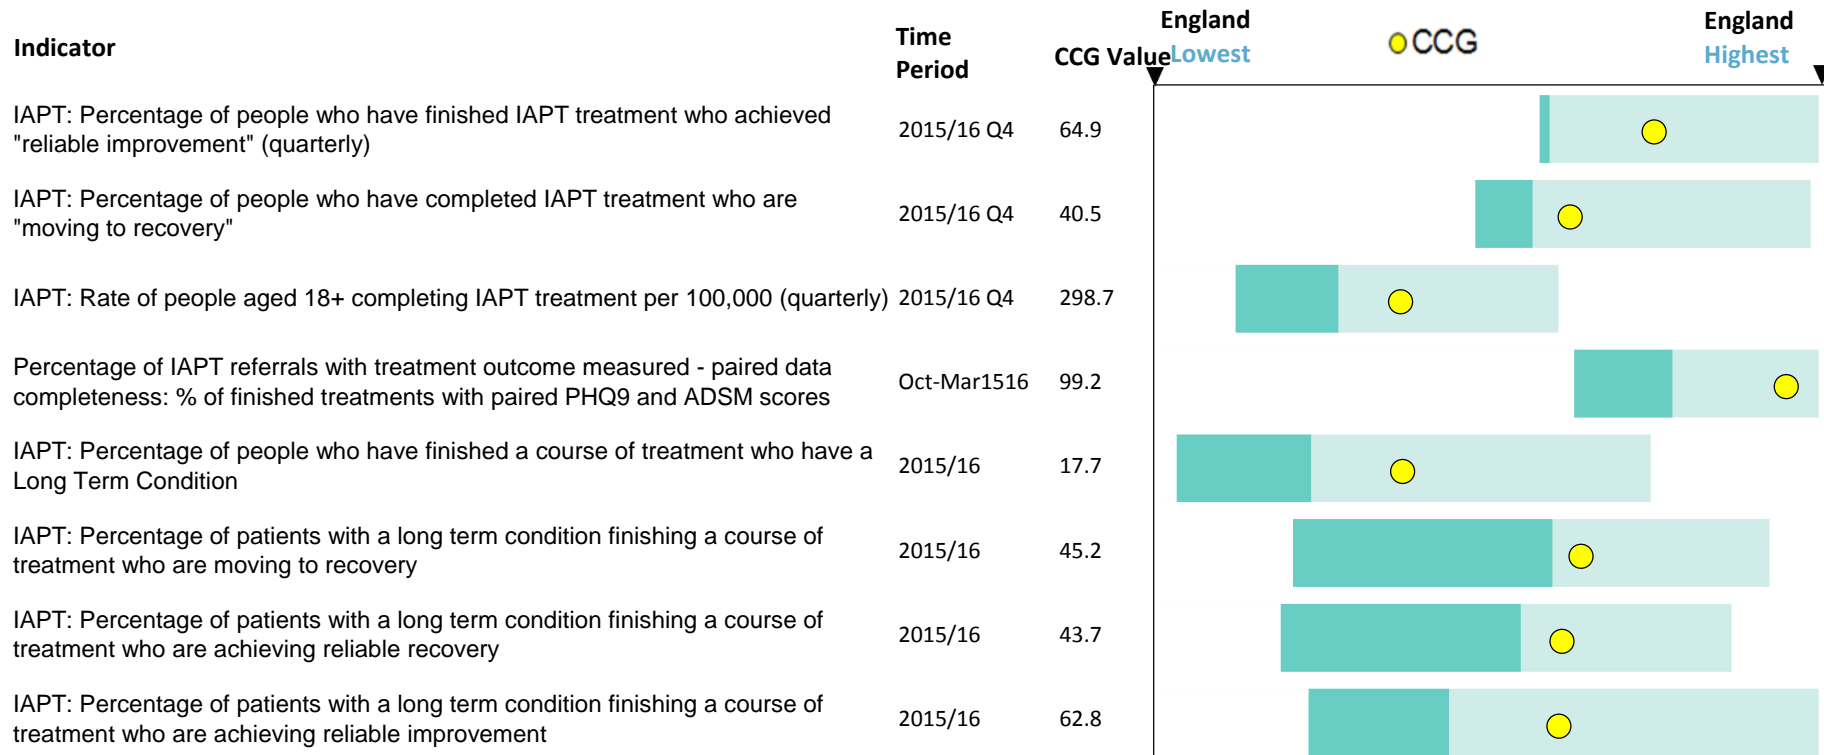 Indicator
Time
Period
CCG Value
England
Lowest
CCG
England
Highest
IAPT: Percentage of people who have finished IAPT treatment who achieved
"reliable improvement" (quarterly)
2015/16 Q4
64.9
IAPT: Percentage of people who have completed IAPT treatment who are
"moving to recovery"
2015/16 Q4
40.5
IAPT: Rate of people aged 18+ completing IAPT treatment per 100,000 (quarterly)
2015/16 Q4
298.7
Percentage of IAPT referrals with treatment outcome measured - paired data
completeness: % of finished treatments with paired PHQ9 and ADSM scores
Oct-Mar1516
99.2
IAPT: Percentage of people who have finished a course of treatment who have a
Long Term Condition
2015/16
17.7
IAPT: Percentage of patients with a long term condition finishing a course of
treatment who are moving to recovery
2015/16
45.2
IAPT: Percentage of patients with a long term condition finishing a course of
treatment who are achieving reliable recovery
2015/16
43.7
IAPT: Percentage of patients with a long term condition finishing a course of
treatment who are achieving reliable improvement
2015/16
62.8